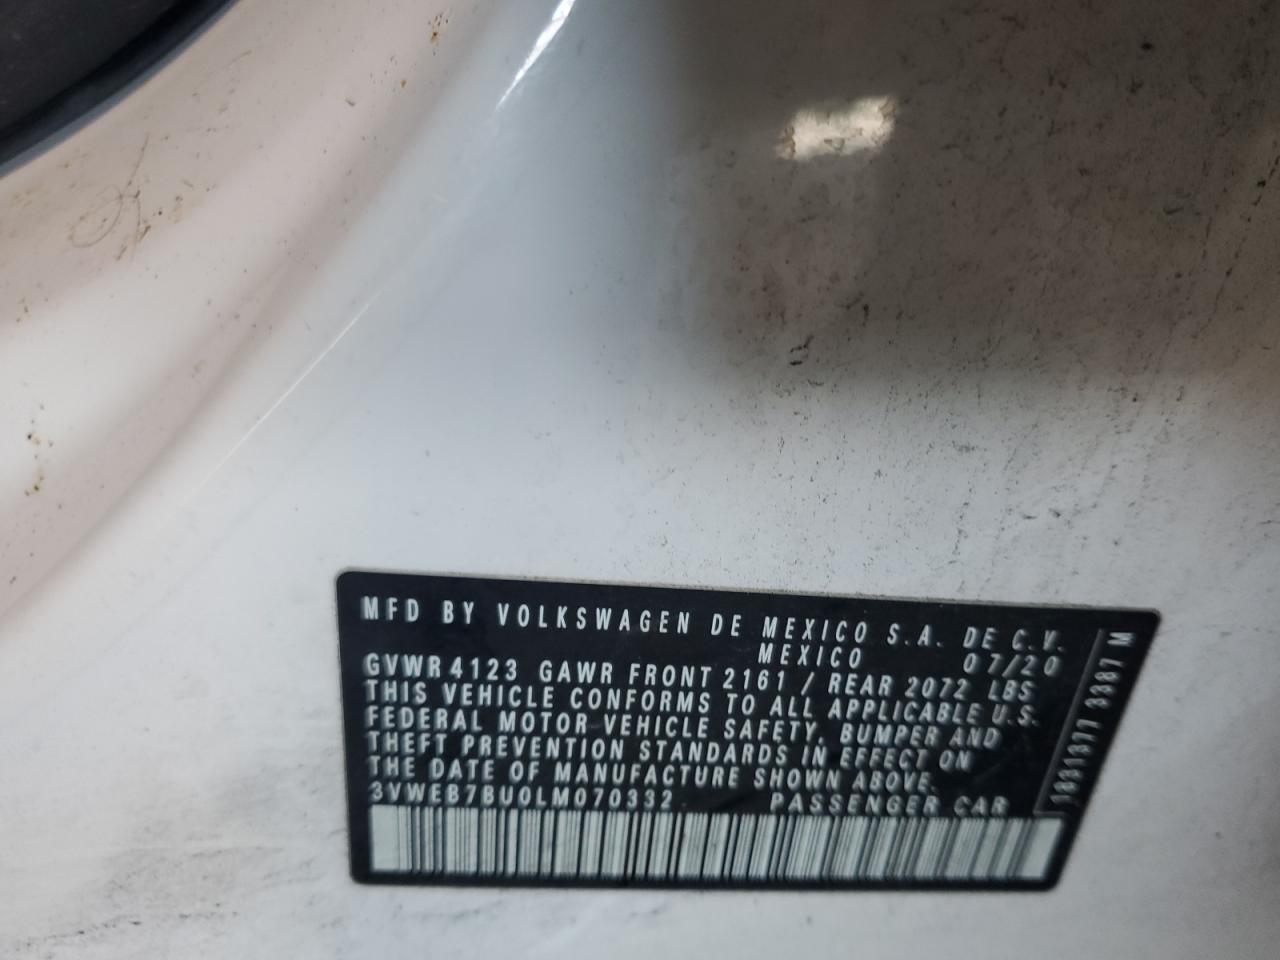 MFD BY VOLKSWAGEN DE MEXICO S.A. DE C.V.
MEXICO 07/20
GVWR 4123 GAWR FRONT 2161 / REAR 2072 LBS
THIS VEHICLE CONFORMS TO ALL APPLICABLE U.S.
FEDERAL MOTOR VEHICLE SAFETY, BUMPER AND
THEFT PREVENTION STANDARDS IN EFFECT ON
THE DATE OF MANUFACTURE SHOWN ABOVE.
3VWEB7BU0LM070332 PASSENGER CAR
1831377 3387 M